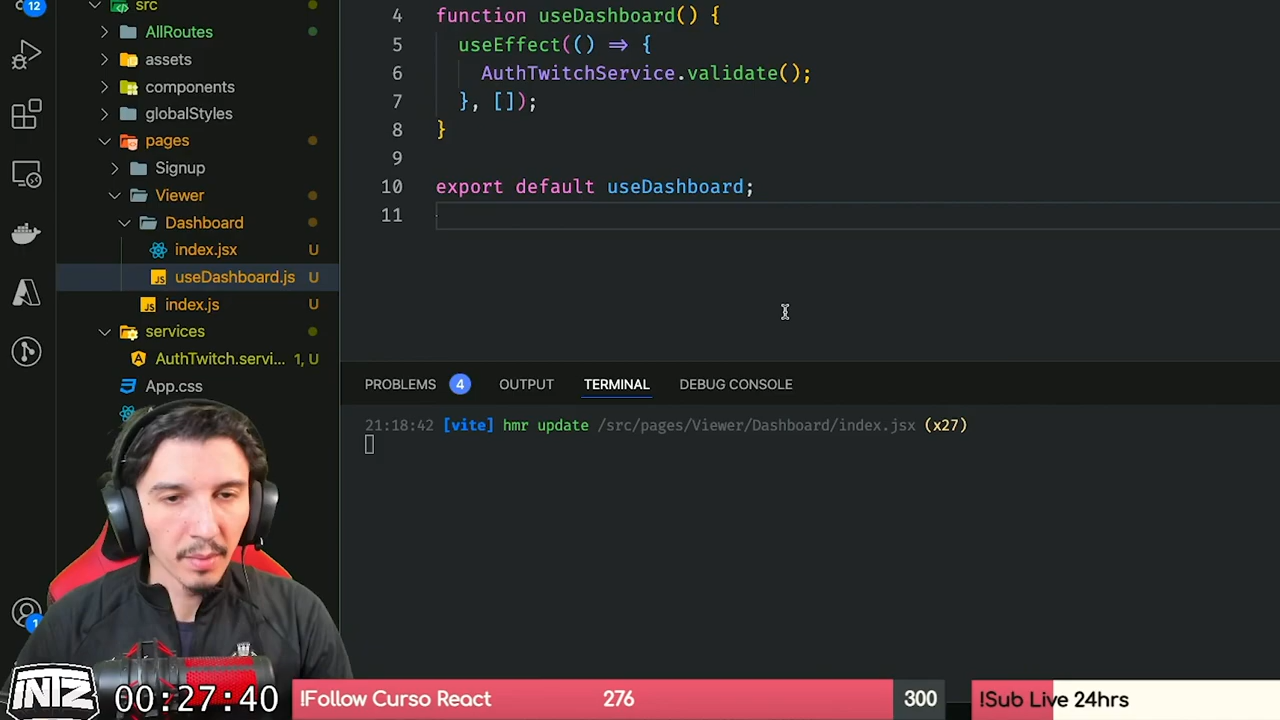 12
src
AllRoutes
assets
components
globalStyles
pages
Signup
Viewer
Dashboard
index.jsx U
useDashboard.js U
index.js U
services
AuthTwitch.servi... 1, U
App.css
4 function useDashboard() {
5 useEffect(() => {
6 AuthTwitchService.validate();
7 }, []);
8 }
9
10 export default useDashboard;
11
PROBLEMS 4 OUTPUT TERMINAL DEBUG CONSOLE
21:18:42 [vite] hmr update /src/pages/Viewer/Dashboard/index.jsx (x27)
1
INTZ 00:27:40 !Follow Curso React 276 300 !Sub Live 24hrs